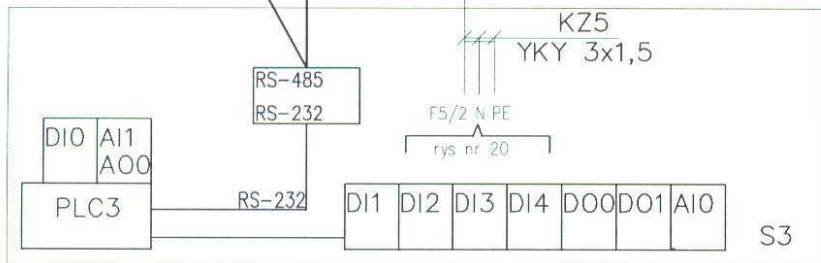 KZ5
YKY 3x1,5
RS-485
RS-232
F5/2 N PE
rys nr 20
DI0 AI1
AO0
PLC3
RS-232
DI1 DI2 DI3 DI4 DO0 DO1 AI0
S3